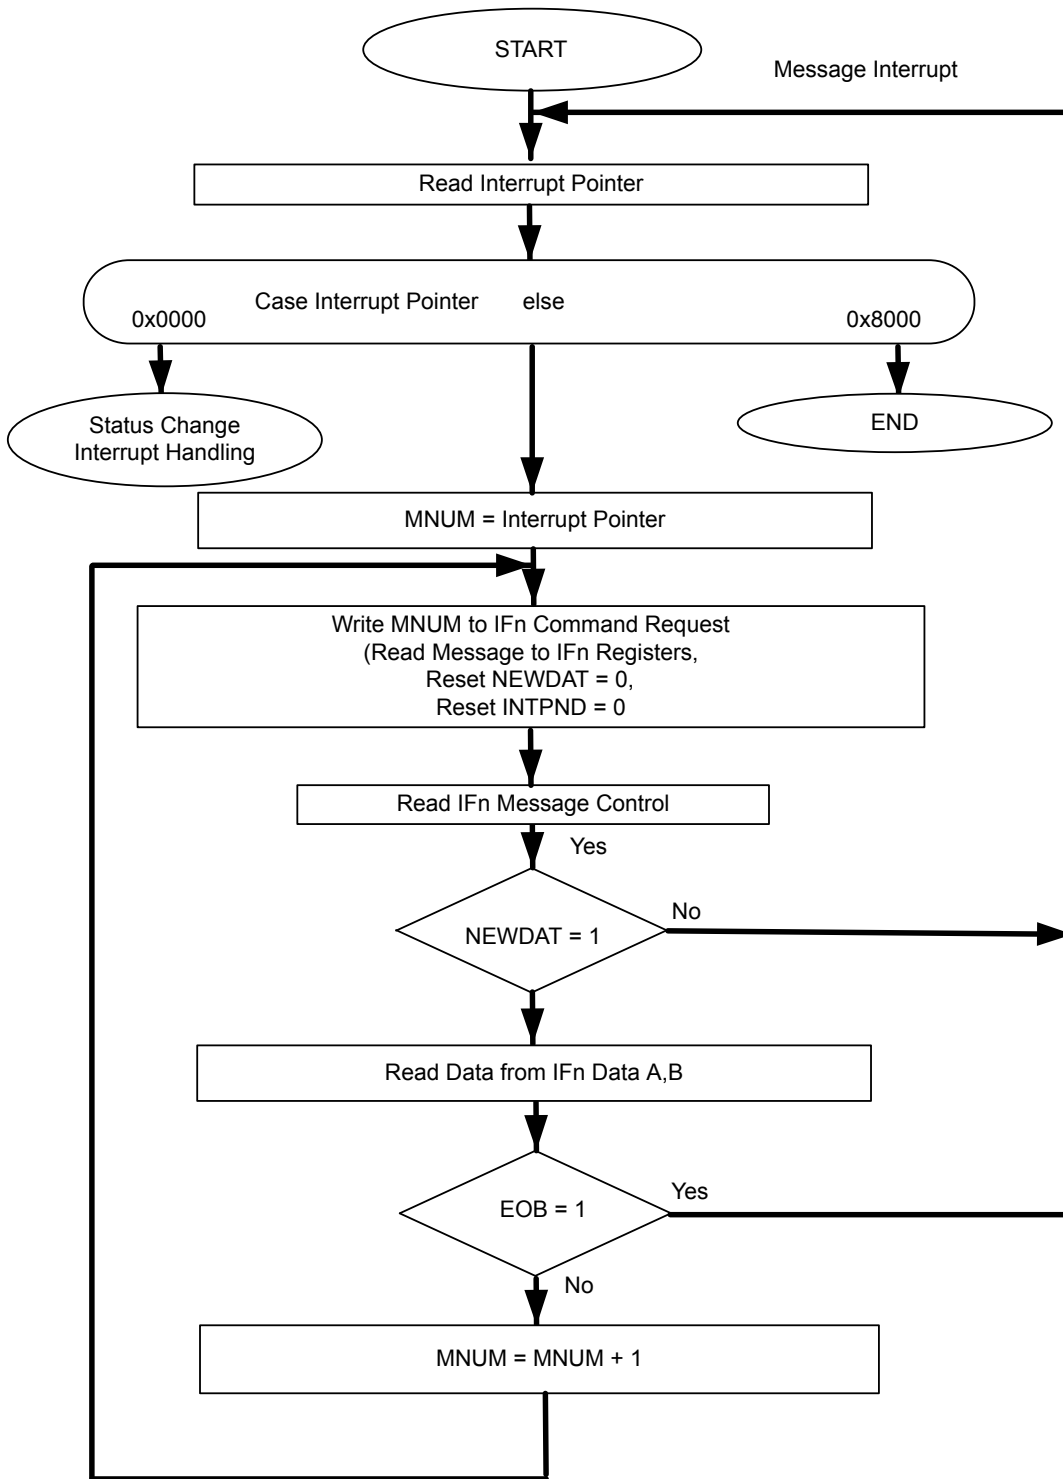 START
Message Interrupt
Read Interrupt Pointer
Case Interrupt Pointer else
0x0000 0x8000
Status Change
Interrupt Handling
END
MNUM = Interrupt Pointer
Write MNUM to IFn Command Request
(Read Message to IFn Registers,
Reset NEWDAT = 0,
Reset INTPND = 0
Read IFn Message Control
Yes
NEWDAT = 1
No
Read Data from IFn Data A,B
EOB = 1
Yes
No
MNUM = MNUM + 1